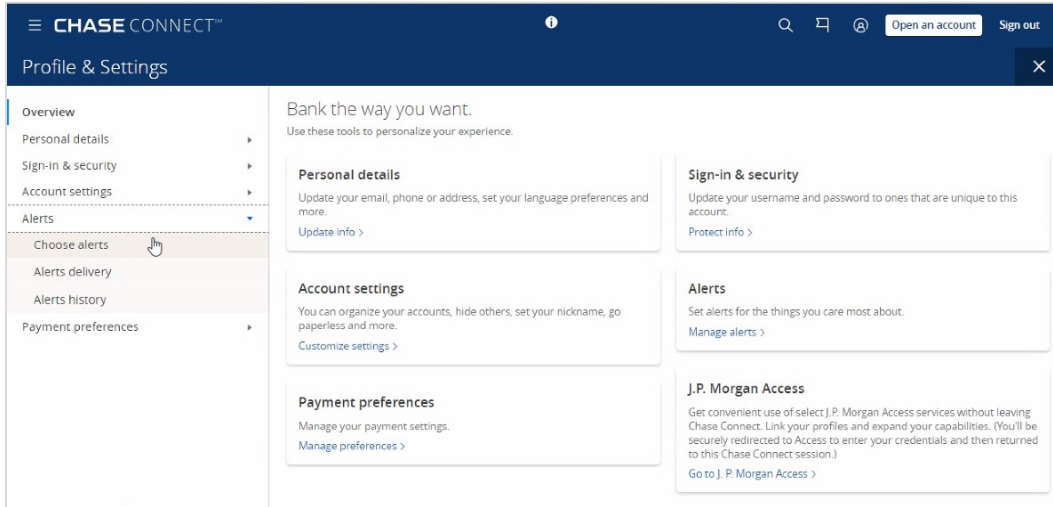 CHASE CONNECT℠
Open an account
Sign out
Profile & Settings
Overview
Personal details
Sign-in & security
Account settings
Alerts
Choose alerts
Alerts delivery
Alerts history
Payment preferences
Bank the way you want.
Use these tools to personalize your experience.
Personal details
Update your email, phone or address, set your language preferences and
more.
Update info >
Sign-in & security
Update your username and password to ones that are unique to this
account.
Protect info >
Account settings
You can organize your accounts, hide others, set your nickname, go
paperless and more.
Customize settings >
Alerts
Set alerts for the things you care most about.
Manage alerts >
Payment preferences
Manage your payment settings.
Manage preferences >
J.P. Morgan Access
Get convenient use of select J.P. Morgan Access services without leaving
Chase Connect. Link your profiles and expand your capabilities. (You'll be
securely redirected to Access to enter your credentials and then returned
to this Chase Connect session.)
Go to J. P. Morgan Access >